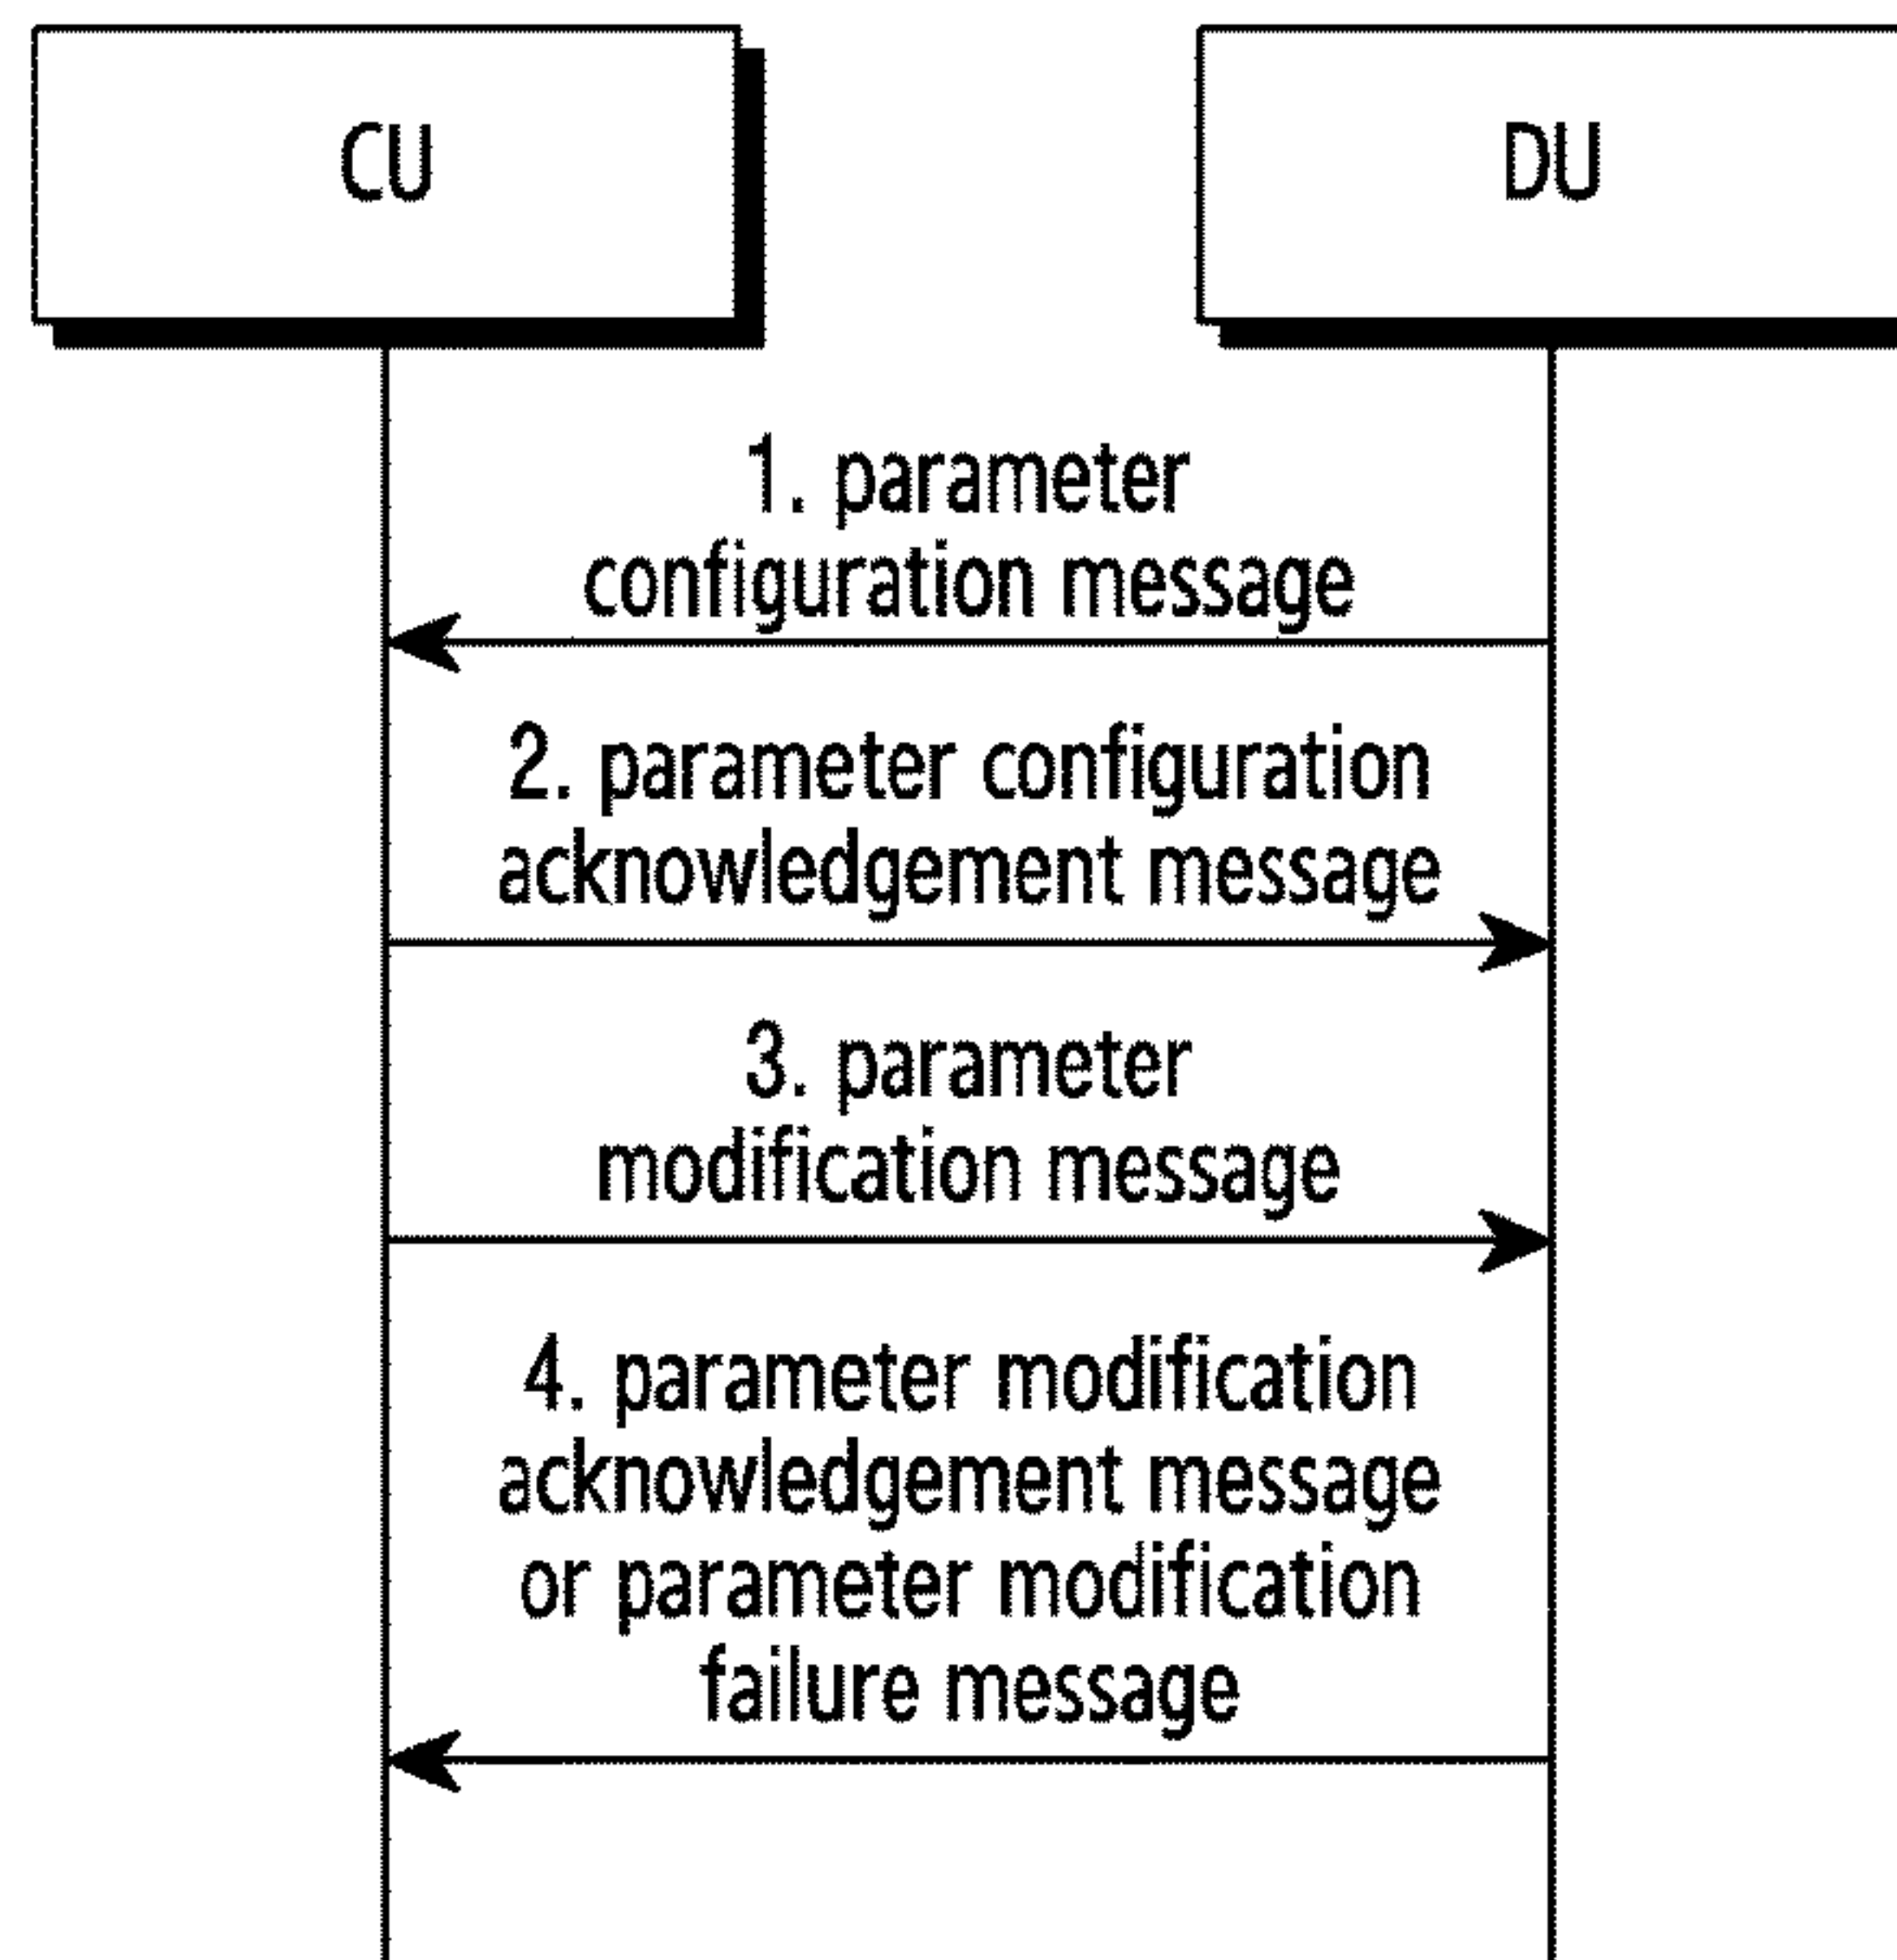 CU
DU
1. parameter
configuration message
2. parameter configuration
acknowledgement message
3. parameter
modification message
4. parameter modification
acknowledgement message
or parameter modification
failure message